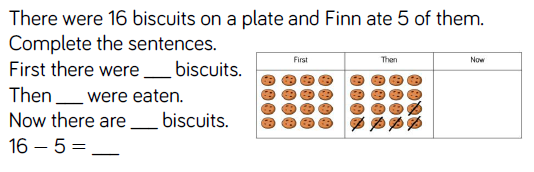 There were 16 biscuits on a plate and Finn ate 5 of them.
Complete the sentences.
First there were ___ biscuits.
Then ___ were eaten.
Now there are ___ biscuits.
16 – 5 = ___
First Then Now